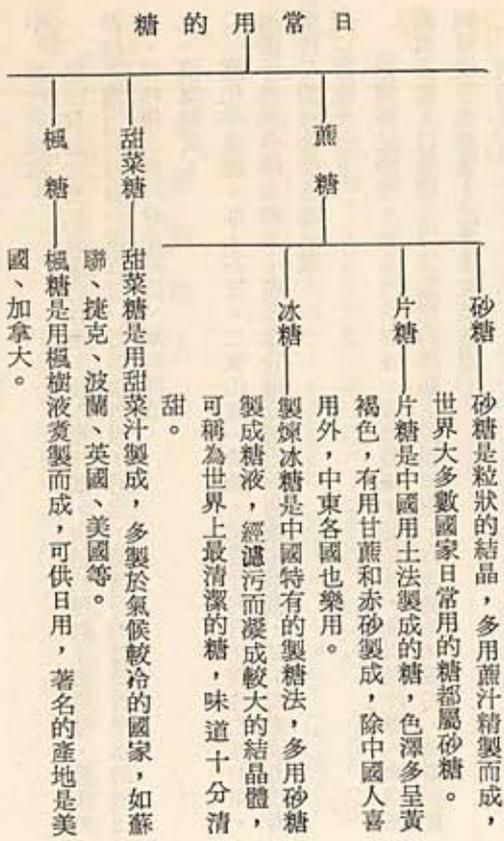 日常用的糖
蔗糖
砂糖
砂糖是粒狀的結晶，多用蔗汁精製而成，
世界大多數國家日常用的糖都屬砂糖。
片糖
片糖是中國用土法製成的糖，色澤多呈黃
褐色，有用甘蔗和赤砂製成，除中國人喜
用外，中東各國也樂用。
冰糖
製煉冰糖是中國特有的製糖法，多用砂糖
製成糖液，經濾污而凝成較大的結晶體，
可稱為世界上最清潔的糖，味道十分清
甜。
甜菜糖
甜菜糖是用甜菜汁製成，多製於氣候較冷的國家，如蘇
聯、捷克、波蘭、英國、美國等。
楓糖
楓糖是用楓樹液煑製而成，可供日用，著名的產地是美
國、加拿大。